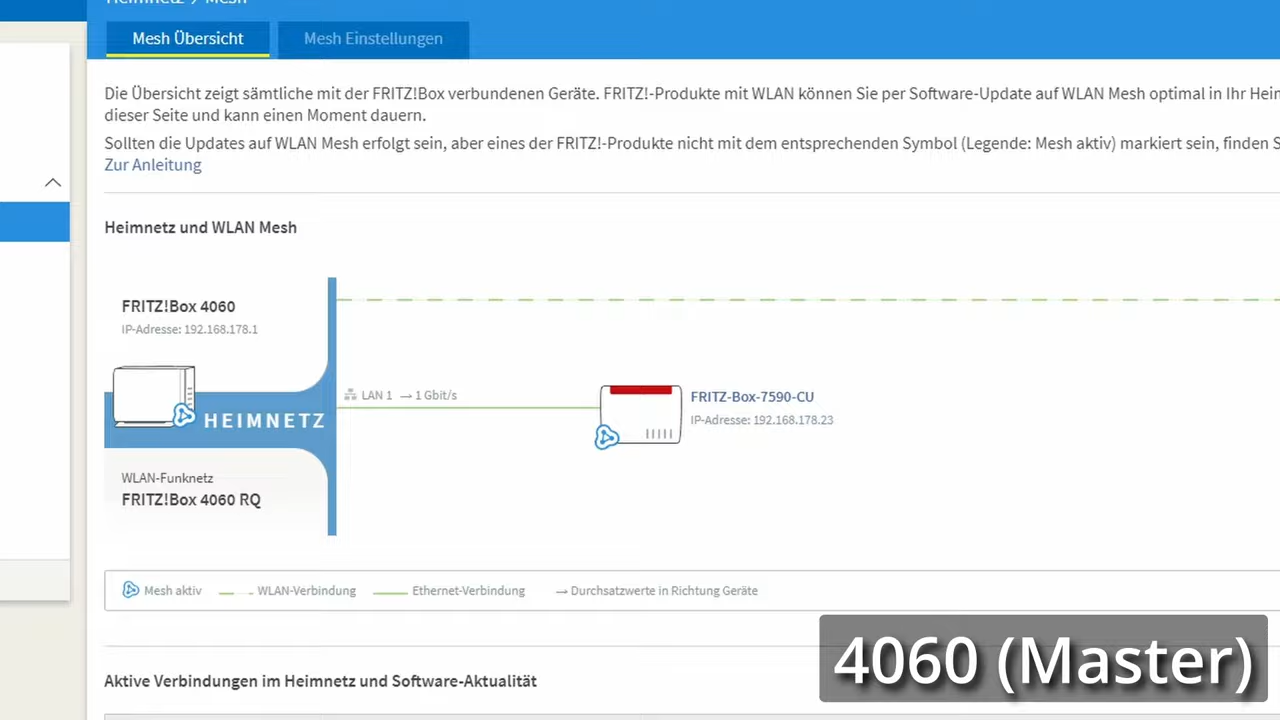 Heimnetz > Mesh
Mesh Übersicht
Mesh Einstellungen
Die Übersicht zeigt sämtliche mit der FRITZ!Box verbundenen Geräte. FRITZ!-Produkte mit WLAN können Sie per Software-Update auf WLAN Mesh optimal in Ihr Heim
dieser Seite und kann einen Moment dauern.
Sollten die Updates auf WLAN Mesh erfolgt sein, aber eines der FRITZ!-Produkte nicht mit dem entsprechenden Symbol (Legende: Mesh aktiv) markiert sein, finden S
Zur Anleitung
Heimnetz und WLAN Mesh
FRITZ!Box 4060
IP-Adresse: 192.168.178.1
LAN 1 → 1 Gbit/s
FRITZ-Box-7590-CU
IP-Adresse: 192.168.178.23
HEIMNETZ
WLAN-Funknetz
FRITZ!Box 4060 RQ
Mesh aktiv
WLAN-Verbindung
Ethernet-Verbindung
→ Durchsatzwerte in Richtung Geräte
4060 (Master)
Aktive Verbindungen im Heimnetz und Software-Aktualität